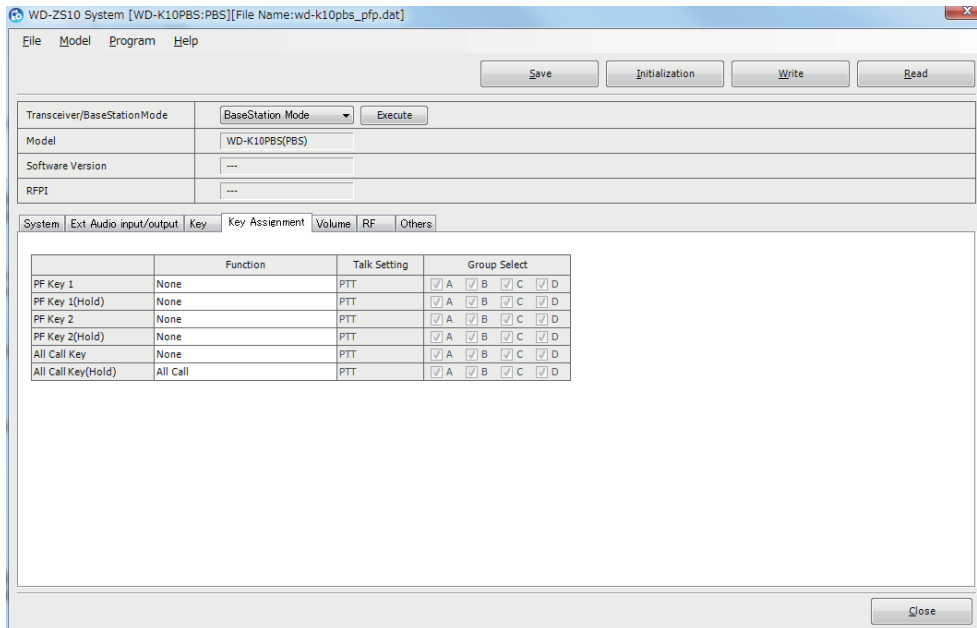 WD-ZS10 System [WD-K10PBS:PBS][File Name:wd-k10pbs_pfp.dat]
File Model Program Help
Save Initialization Write Read
Transceiver/BaseStationMode BaseStation Mode Execute
Model WD-K10PBS(PBS)
Software Version ---
RFPI ---
System Ext Audio input/output Key Key Assignment Volume RF Others
Function Talk Setting Group Select
PF Key 1 None PTT A B C D
PF Key 1(Hold) None PTT A B C D
PF Key 2 None PTT A B C D
PF Key 2(Hold) None PTT A B C D
All Call Key None PTT A B C D
All Call Key(Hold) All Call PTT A B C D
Close